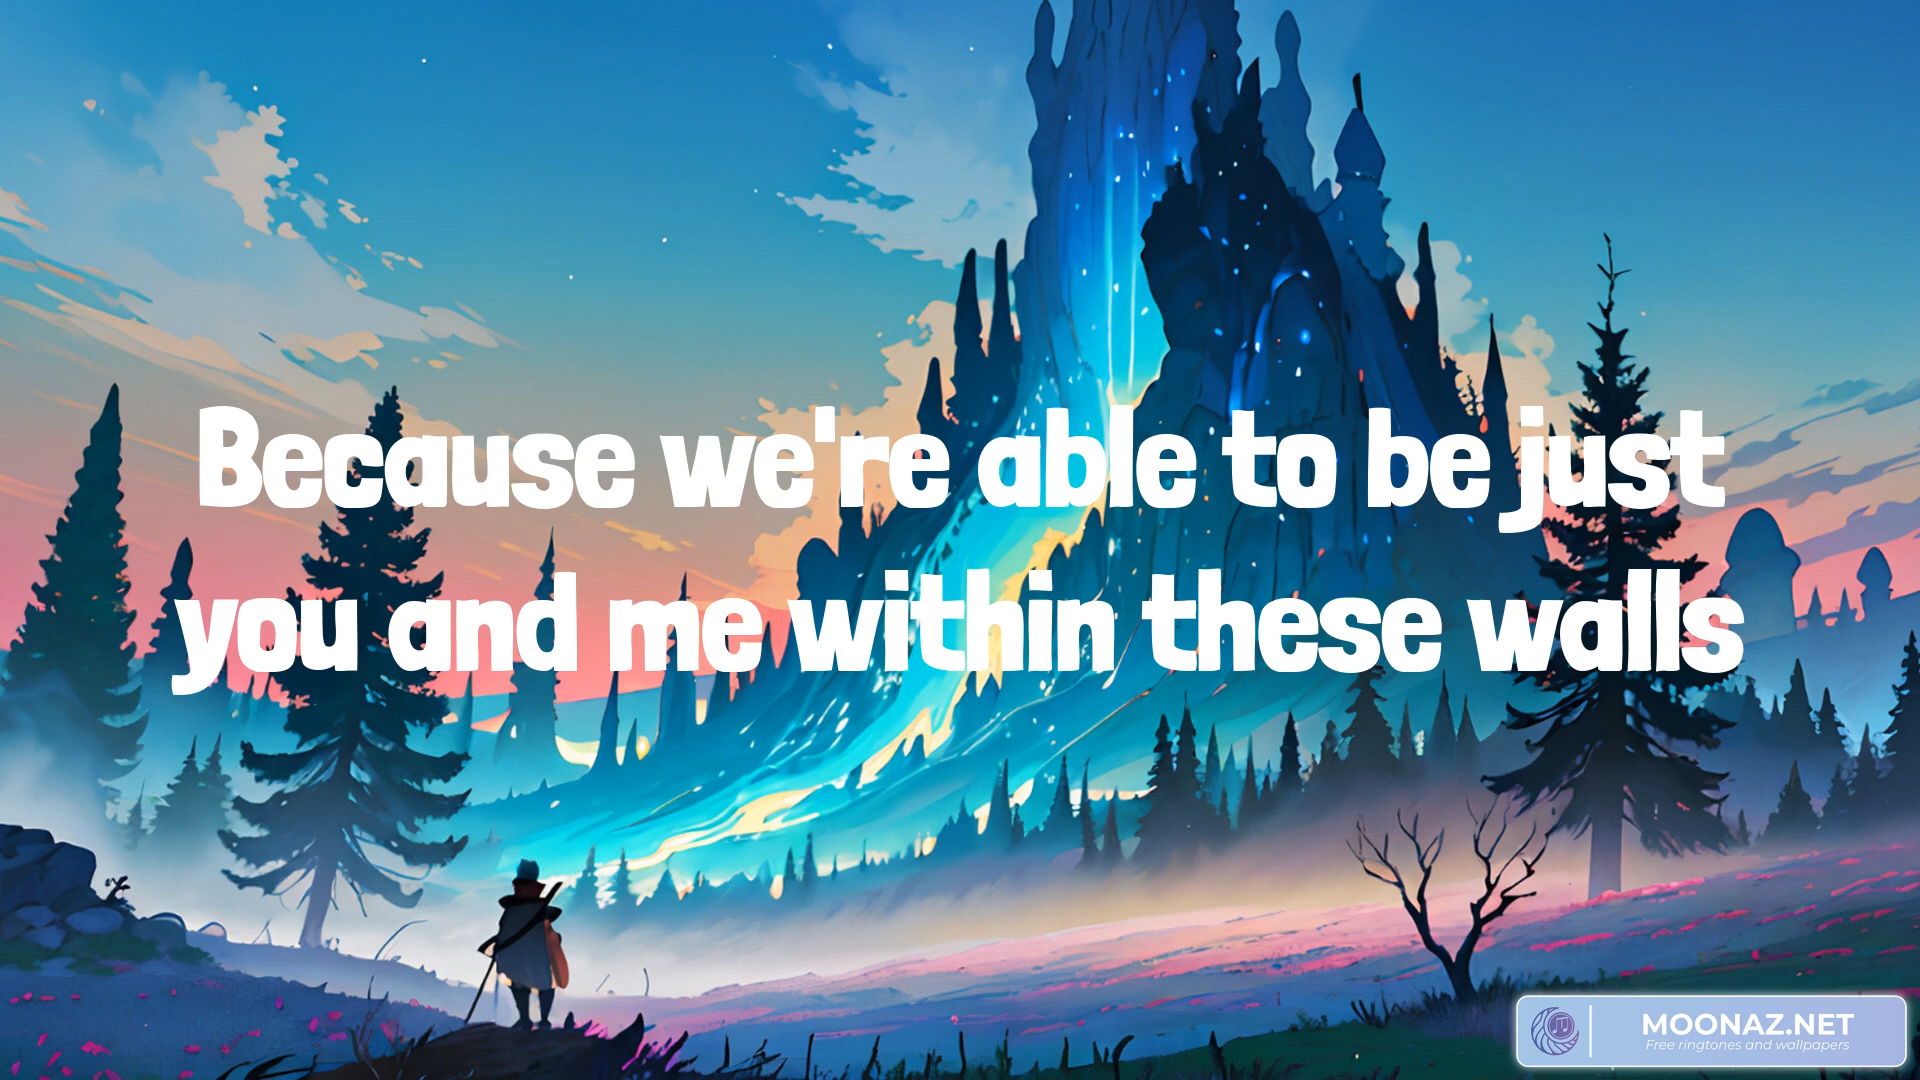 Because we're able to be just
you and me within these walls
MOONAZ.NET
Free ringtones and wallpapers